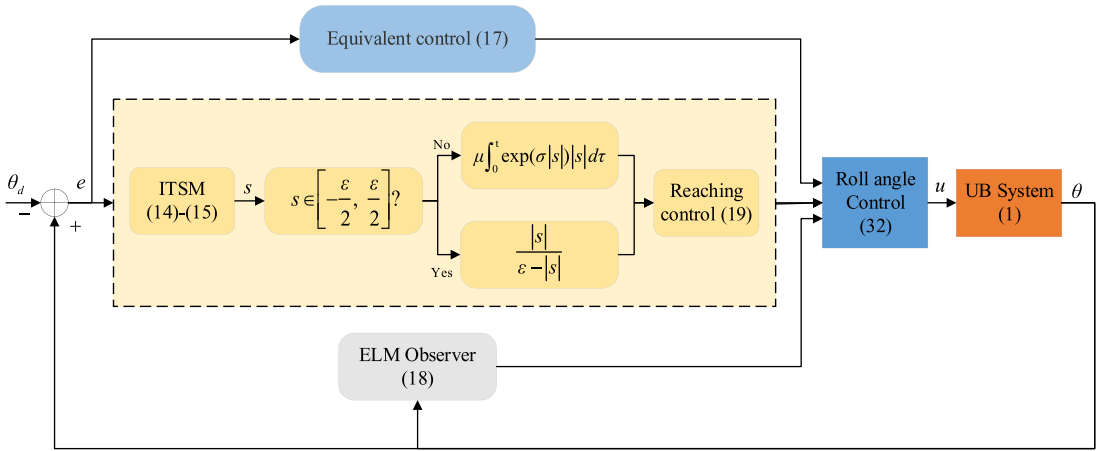 Equivalent control (17)
θ_d
−
+
e
ITSM
(14)-(15)
s
s∈[−ε/2, ε/2]?
No
μ∫₀ᵗ exp(σ|s|)|s|dτ
Yes
|s|
ε−|s|
Reaching
control (19)
Roll angle
Control
(32)
u
UB System
(1)
θ
ELM Observer
(18)